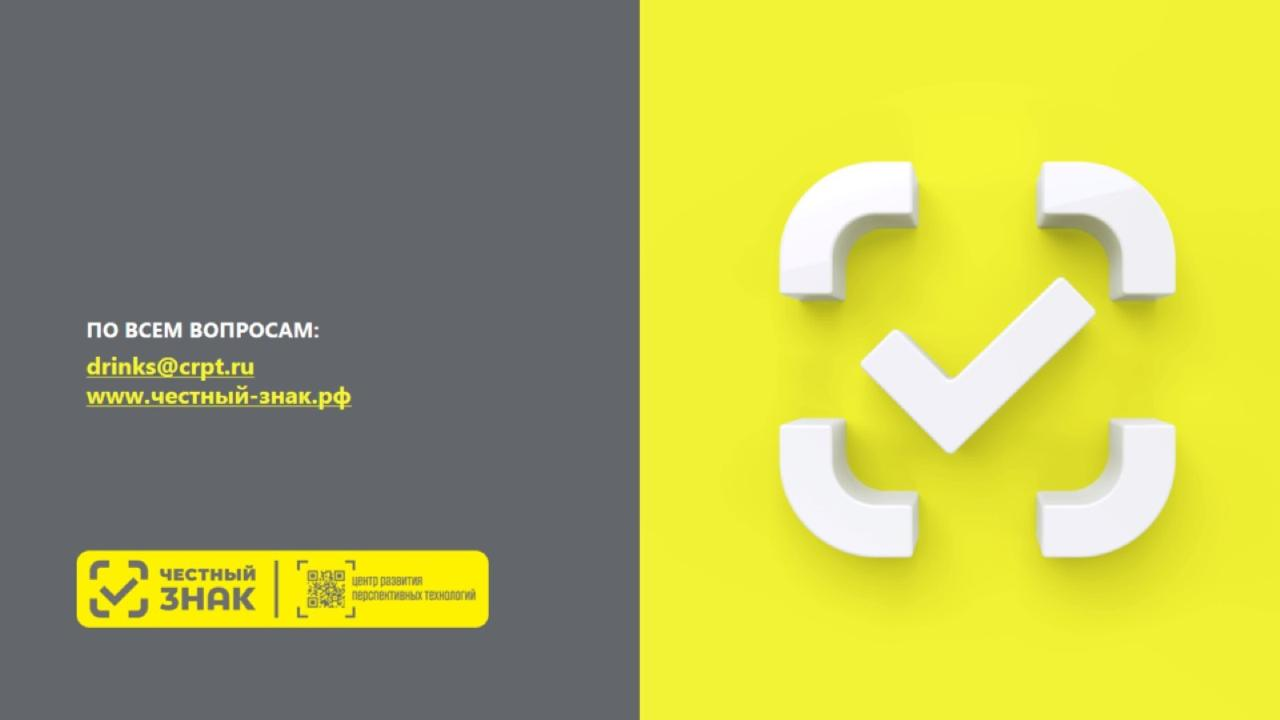 ПО ВСЕМ ВОПРОСАМ:
drinks@crpt.ru
www.честный-знак.рф
ЧЕСТНЫЙ
ЗНАК
центр развития
перспективных технологий